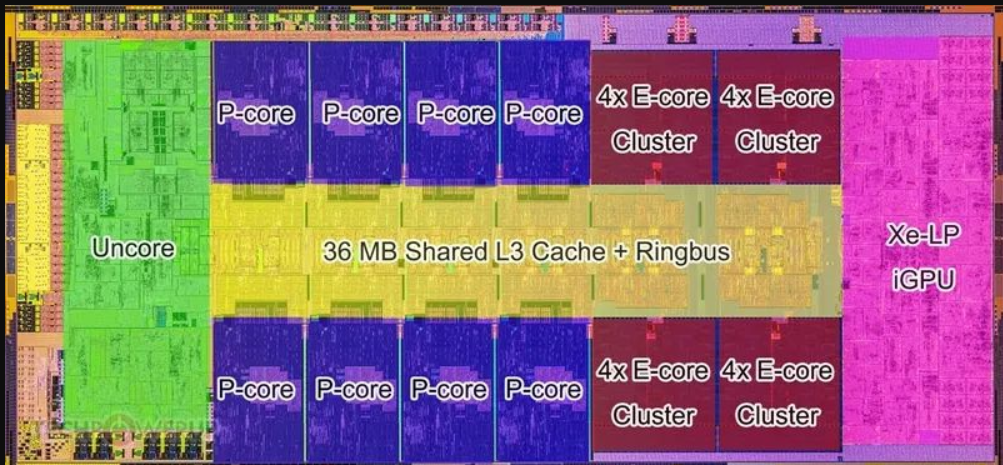 P-core P-core P-core P-core
4x E-core Cluster
4x E-core Cluster
Uncore
36 MB Shared L3 Cache + Ringbus
Xe-LP
iGPU
P-core P-core P-core P-core
4x E-core Cluster
4x E-core Cluster
TECHPOWERUP